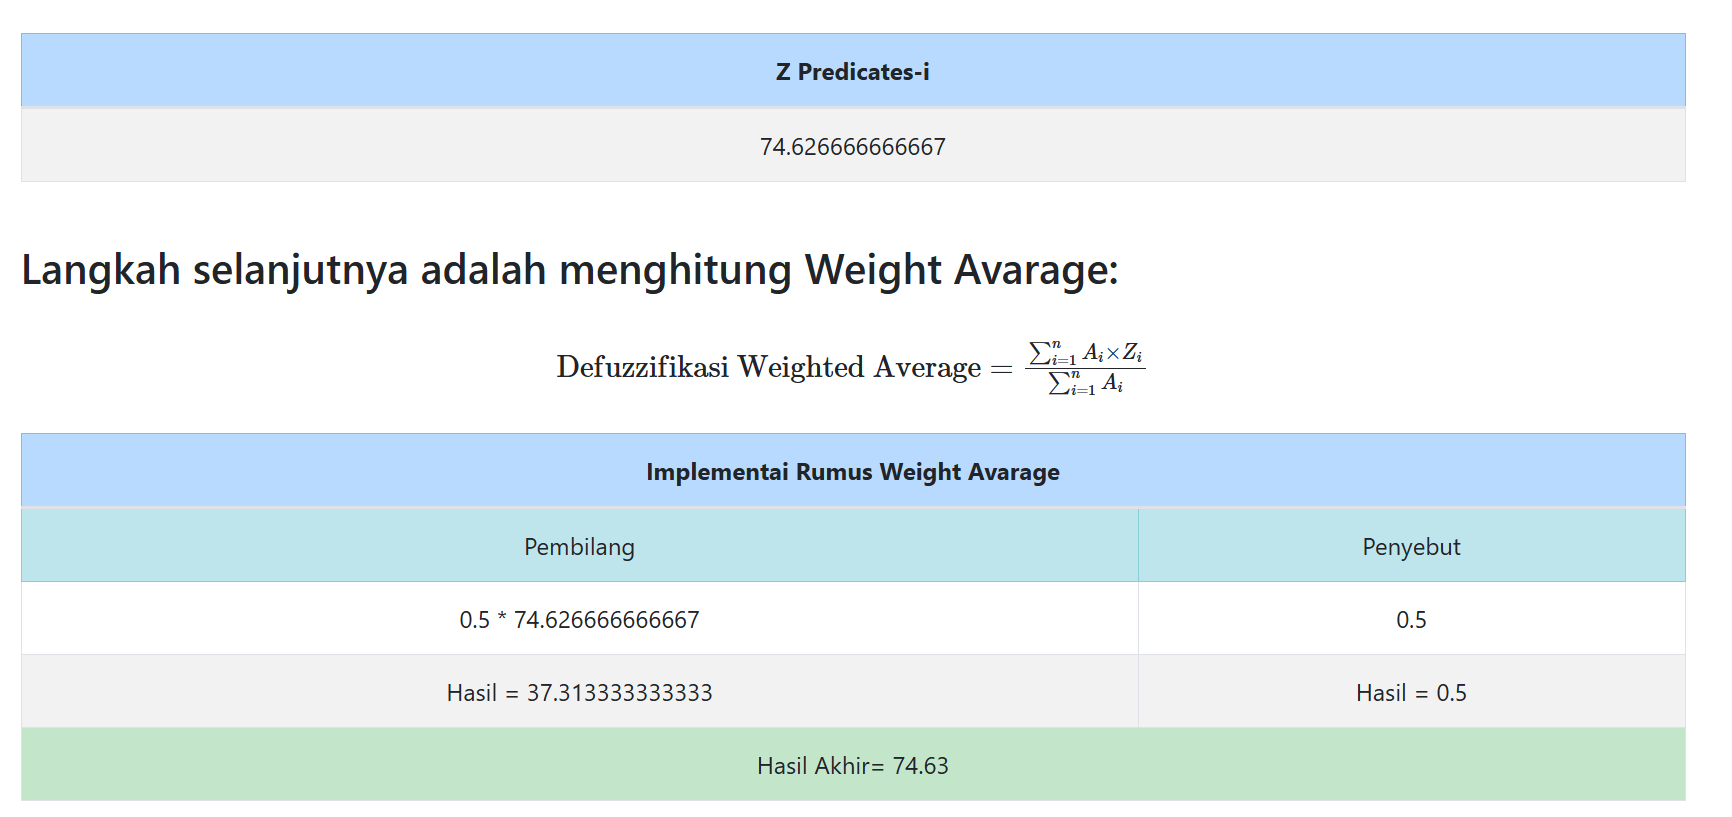 Z Predicates-i
74.626666666667
Langkah selanjutnya adalah menghitung Weight Avarage:
Defuzzifikasi Weighted Average = \frac{\sum_{i=1}^{n} A_i \times Z_i}{\sum_{i=1}^{n} A_i}
Implementai Rumus Weight Avarage
Pembilang Penyebut
0.5 * 74.626666666667 0.5
Hasil = 37.313333333333 Hasil = 0.5
Hasil Akhir= 74.63